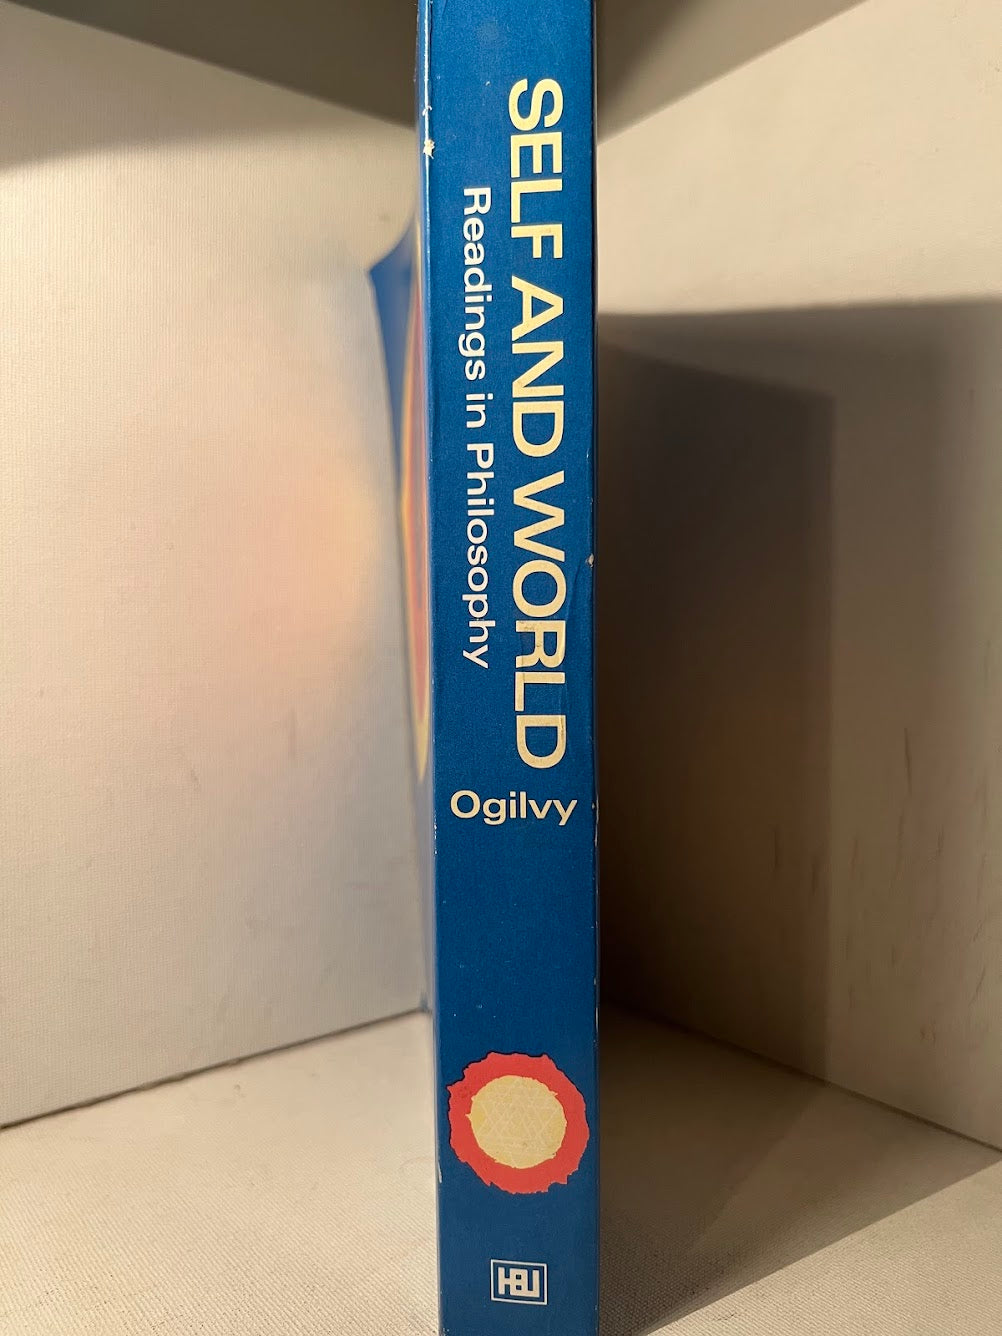 SELF AND WORLD
Readings in Philosophy
Ogilvy
HBJ